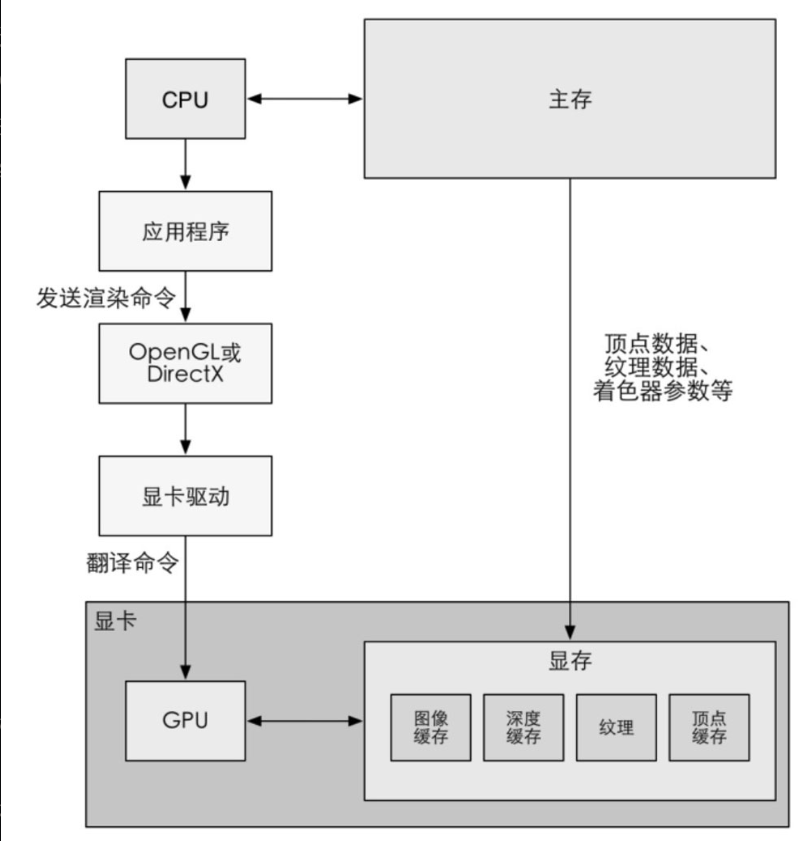 CPU
主存
应用程序
发送渲染命令
OpenGL或
DirectX
顶点数据、
纹理数据、
着色器参数等
显卡驱动
翻译命令
显卡
显存
GPU
图像
缓存
深度
缓存
纹理
顶点
缓存